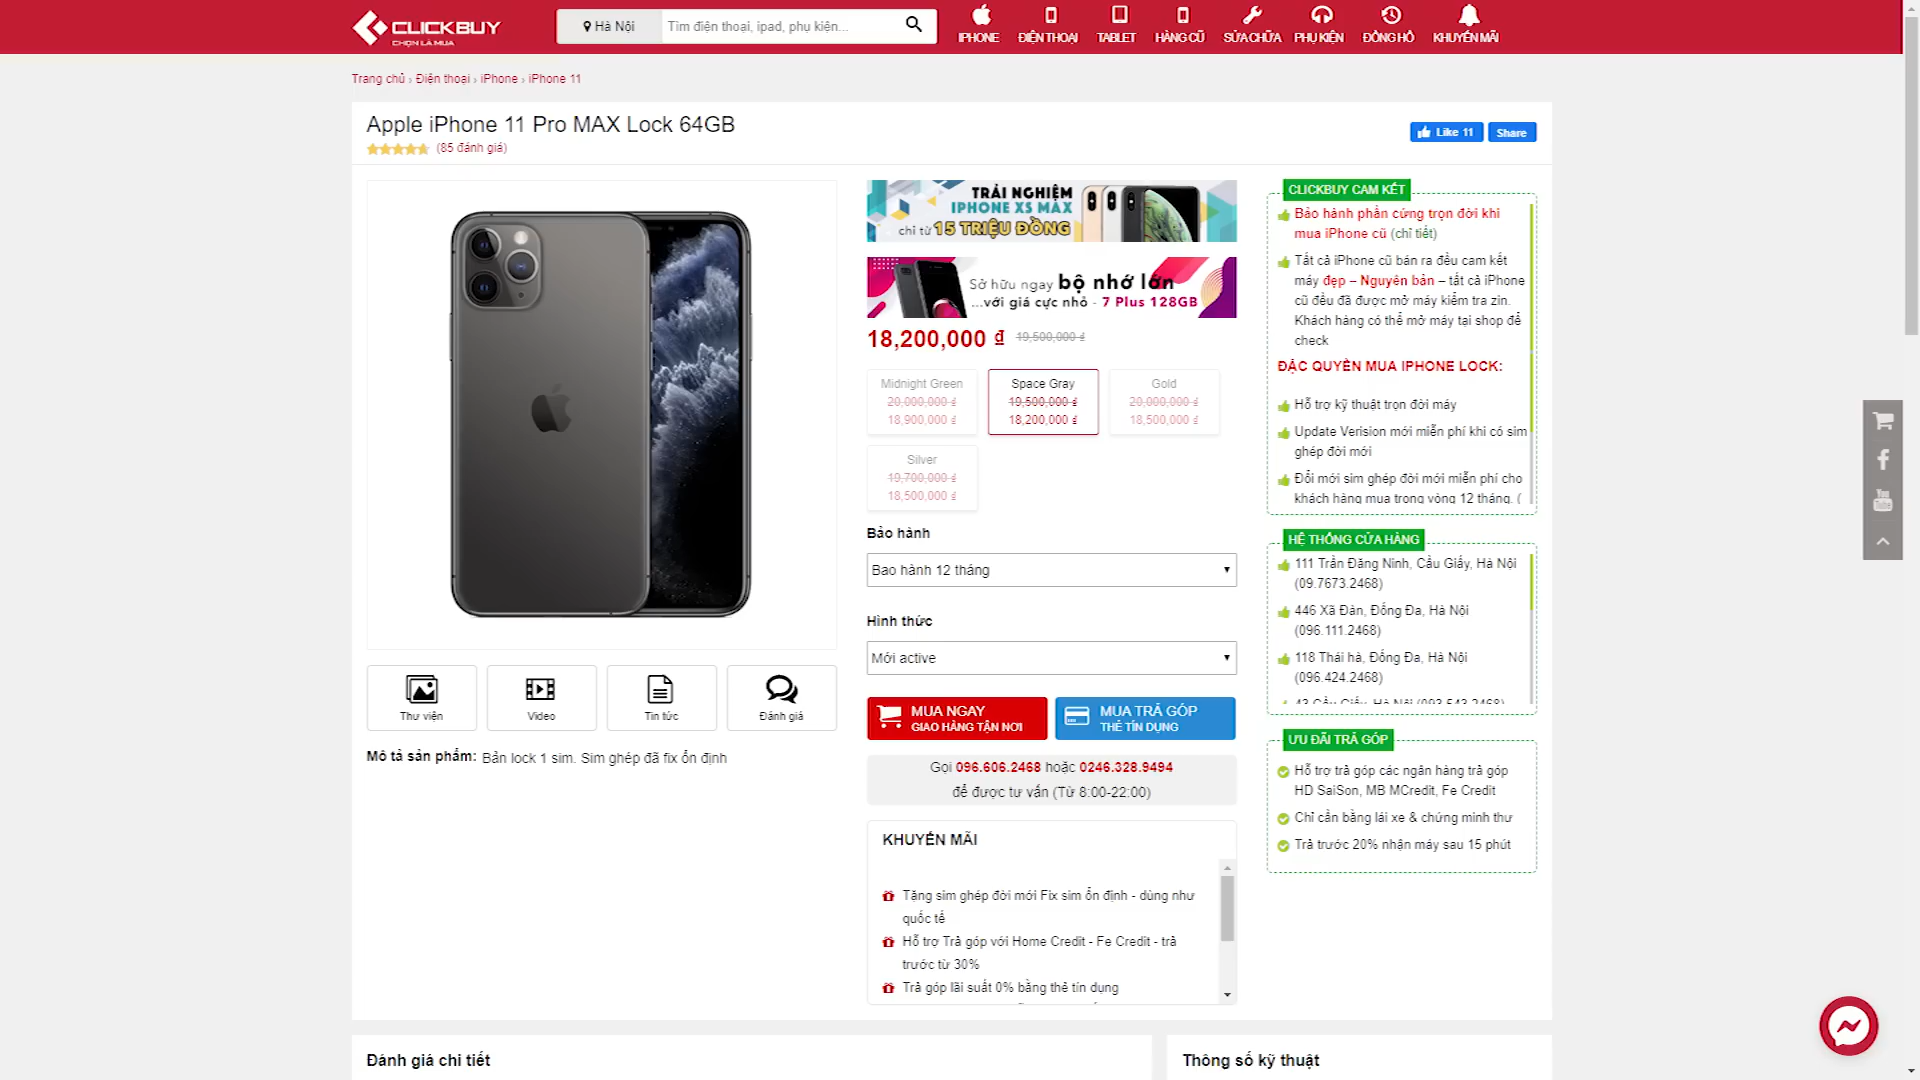 CLICKBUY
CHỌN LÀ MUA
Hà Nội
Tìm điện thoại, ipad, phụ kiện...
IPHONE
ĐIỆN THOẠI
TABLET
HÀNG CŨ
SỬA CHỮA
PHỤ KIỆN
ĐỒNG HỒ
KHUYẾN MÃI
Trang chủ › Điện thoại › iPhone › iPhone 11
Apple iPhone 11 Pro MAX Lock 64GB
(85 đánh giá)
Like 11
Share
TRẢI NGHIỆM
IPHONE XS MAX
chỉ từ 15 TRIỆU ĐỒNG
Sở hữu ngay bộ nhớ lớn
...với giá cực nhỏ - 7 Plus 128GB
18,200,000 ₫ 19,500,000 ₫
Midnight Green
20,000,000 ₫
18,900,000 ₫
Space Gray
19,500,000 ₫
18,200,000 ₫
Gold
20,000,000 ₫
18,500,000 ₫
Silver
19,700,000 ₫
18,500,000 ₫
Bảo hành
Bao hành 12 tháng
Hình thức
Mới active
MUA NGAY
GIAO HÀNG TẬN NƠI
MUA TRẢ GÓP
THẺ TÍN DỤNG
Gọi 096.606.2468 hoặc 0246.328.9494
để được tư vấn (Từ 8:00-22:00)
KHUYẾN MÃI
Tặng sim ghép đời mới Fix sim ổn định - dùng như
quốc tế
Hỗ trợ Trả góp với Home Credit - Fe Credit - trả
trước từ 30%
Trả góp lãi suất 0% bằng thẻ tín dụng
Thư viện
Video
Tin tức
Đánh giá
Mô tả sản phẩm: Bản lock 1 sim. Sim ghép đã fix ổn định
CLICKBUY CAM KẾT
Bảo hành phần cứng trọn đời khi
mua iPhone cũ (chi tiết)
Tất cả iPhone cũ bán ra đều cam kết
máy đẹp – Nguyên bản – tất cả iPhone
cũ đều đã được mở máy kiểm tra zin.
Khách hàng có thể mở máy tại shop để
check
ĐẶC QUYỀN MUA IPHONE LOCK:
Hỗ trợ kỹ thuật trọn đời máy
Update Verision mới miễn phí khi có sim
ghép đời mới
Đổi mới sim ghép đời mới miễn phí cho
khách hàng mua trong vòng 12 tháng. (
HỆ THỐNG CỬA HÀNG
111 Trần Đăng Ninh, Cầu Giấy, Hà Nội
(09.7673.2468)
446 Xã Đàn, Đống Đa, Hà Nội
(096.111.2468)
118 Thái hà, Đống Đa, Hà Nội
(096.424.2468)
43 Cầu Giấy, Hà Nội (093.543.2468)
ƯU ĐÃI TRẢ GÓP
Hỗ trợ trả góp các ngân hàng trả góp
HD SaiSon, MB MCredit, Fe Credit
Chỉ cần bằng lái xe & chứng minh thư
Trả trước 20% nhận máy sau 15 phút
You
Tube
Đánh giá chi tiết
Thông số kỹ thuật